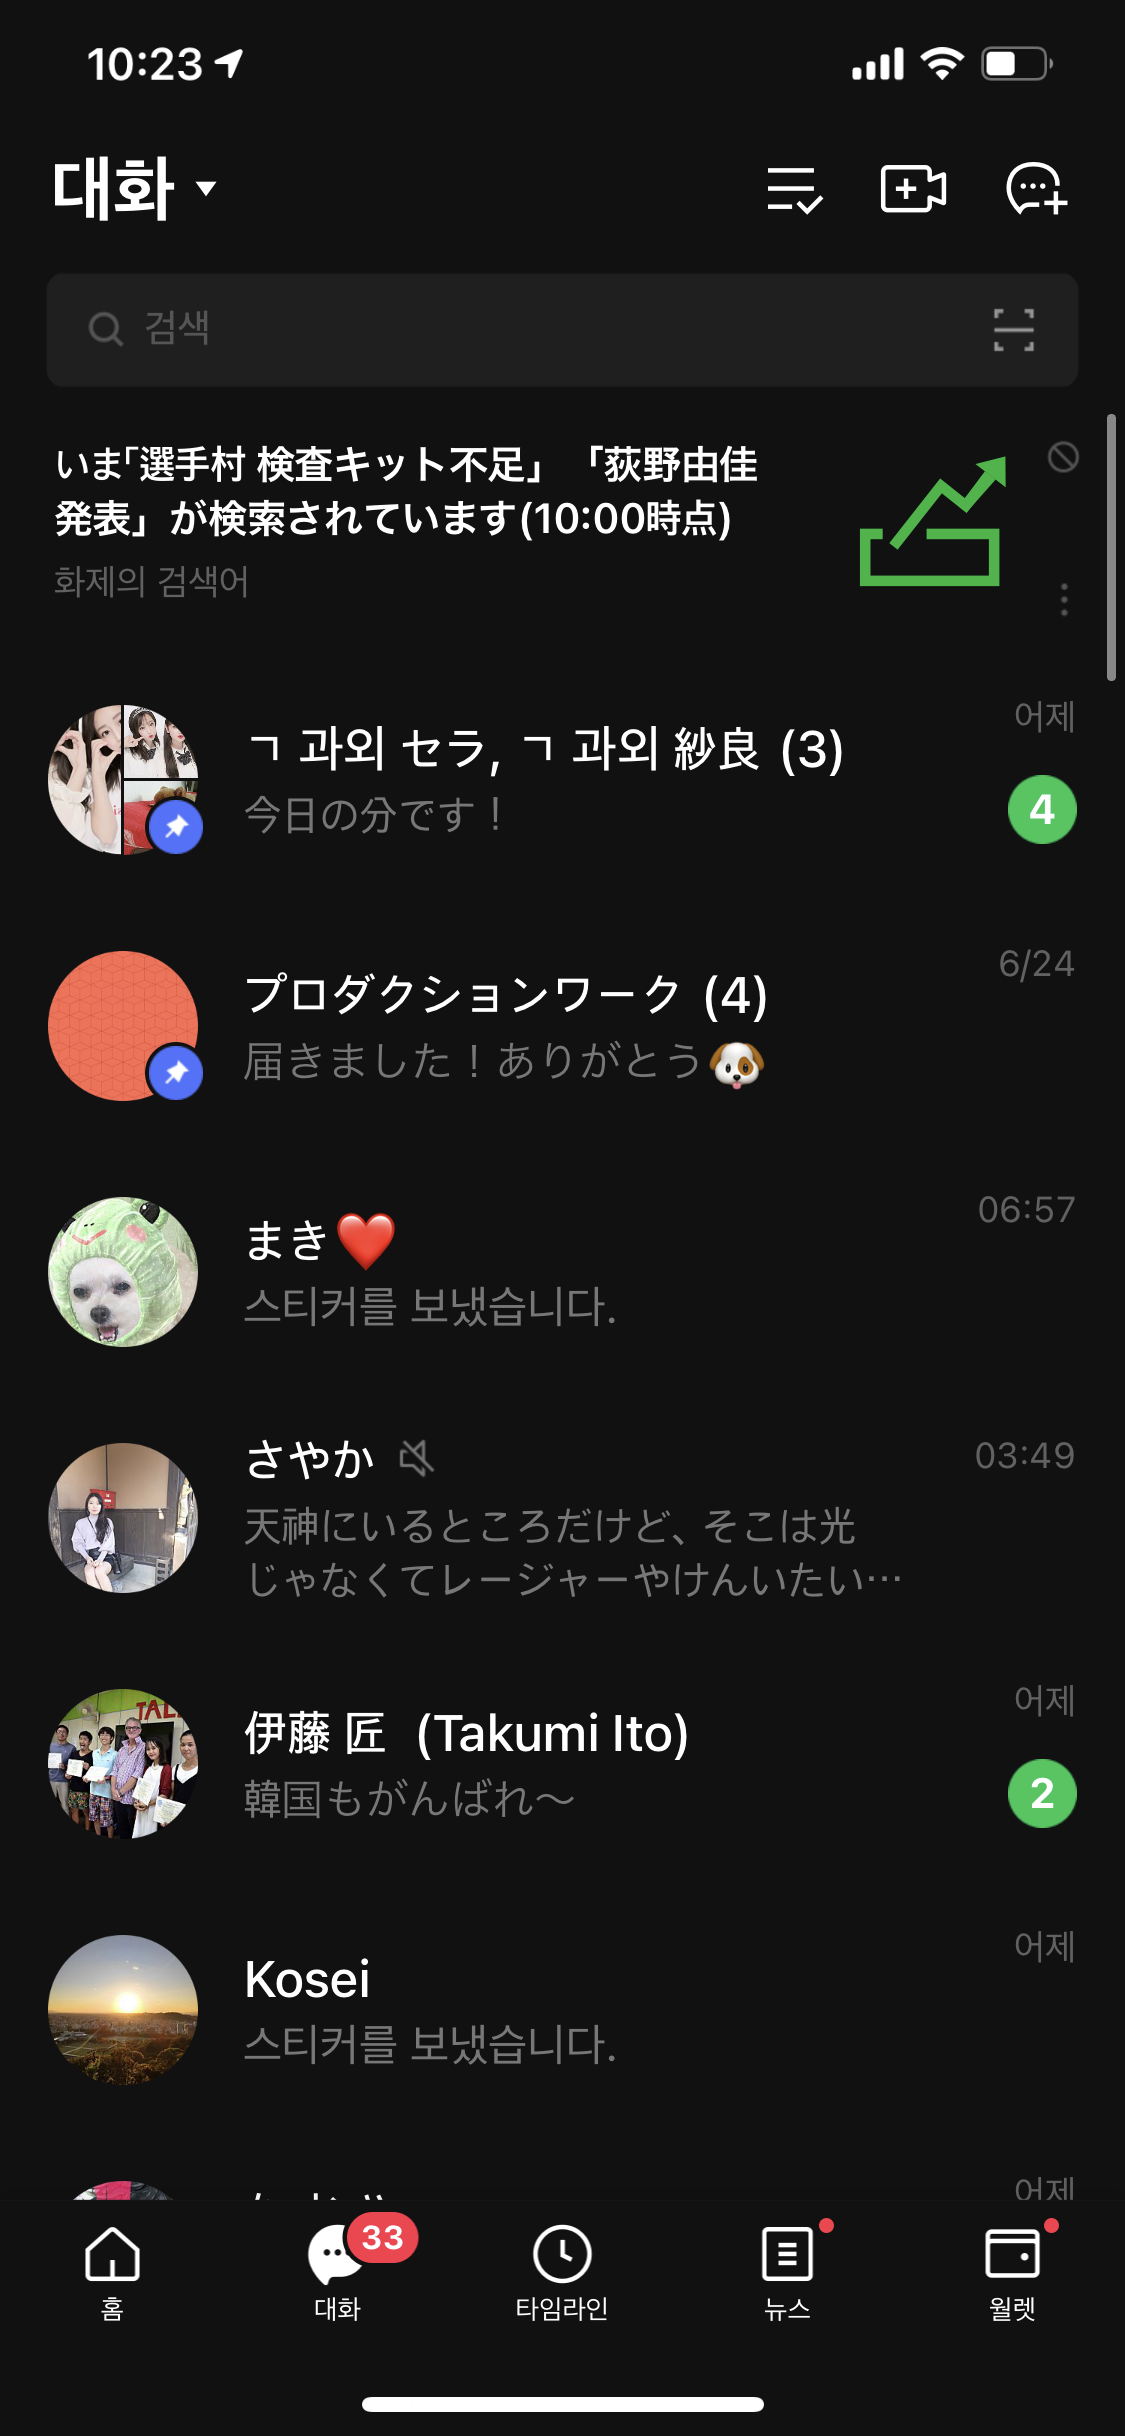 10:23
대화
검색
いま「選手村 検査キット不足」 「荻野由佳
発表」が検索されています(10:00時点)
화제의 검색어
ㄱ 과외 セラ, ㄱ 과외 紗良 (3)
어제
今日の分です！
4
プロダクションワーク (4)
6/24
届きました！ありがとう🐶
まき❤️
06:57
스티커를 보냈습니다.
さやか
03:49
天神にいるところだけど、そこは光
じゃなくてレージャーやけんいたい…
TAL
伊藤 匠 (Takumi Ito)
어제
韓国もがんばれ〜
2
Kosei
어제
스티커를 보냈습니다.
어제
33
홈
대화
타임라인
뉴스
월렛